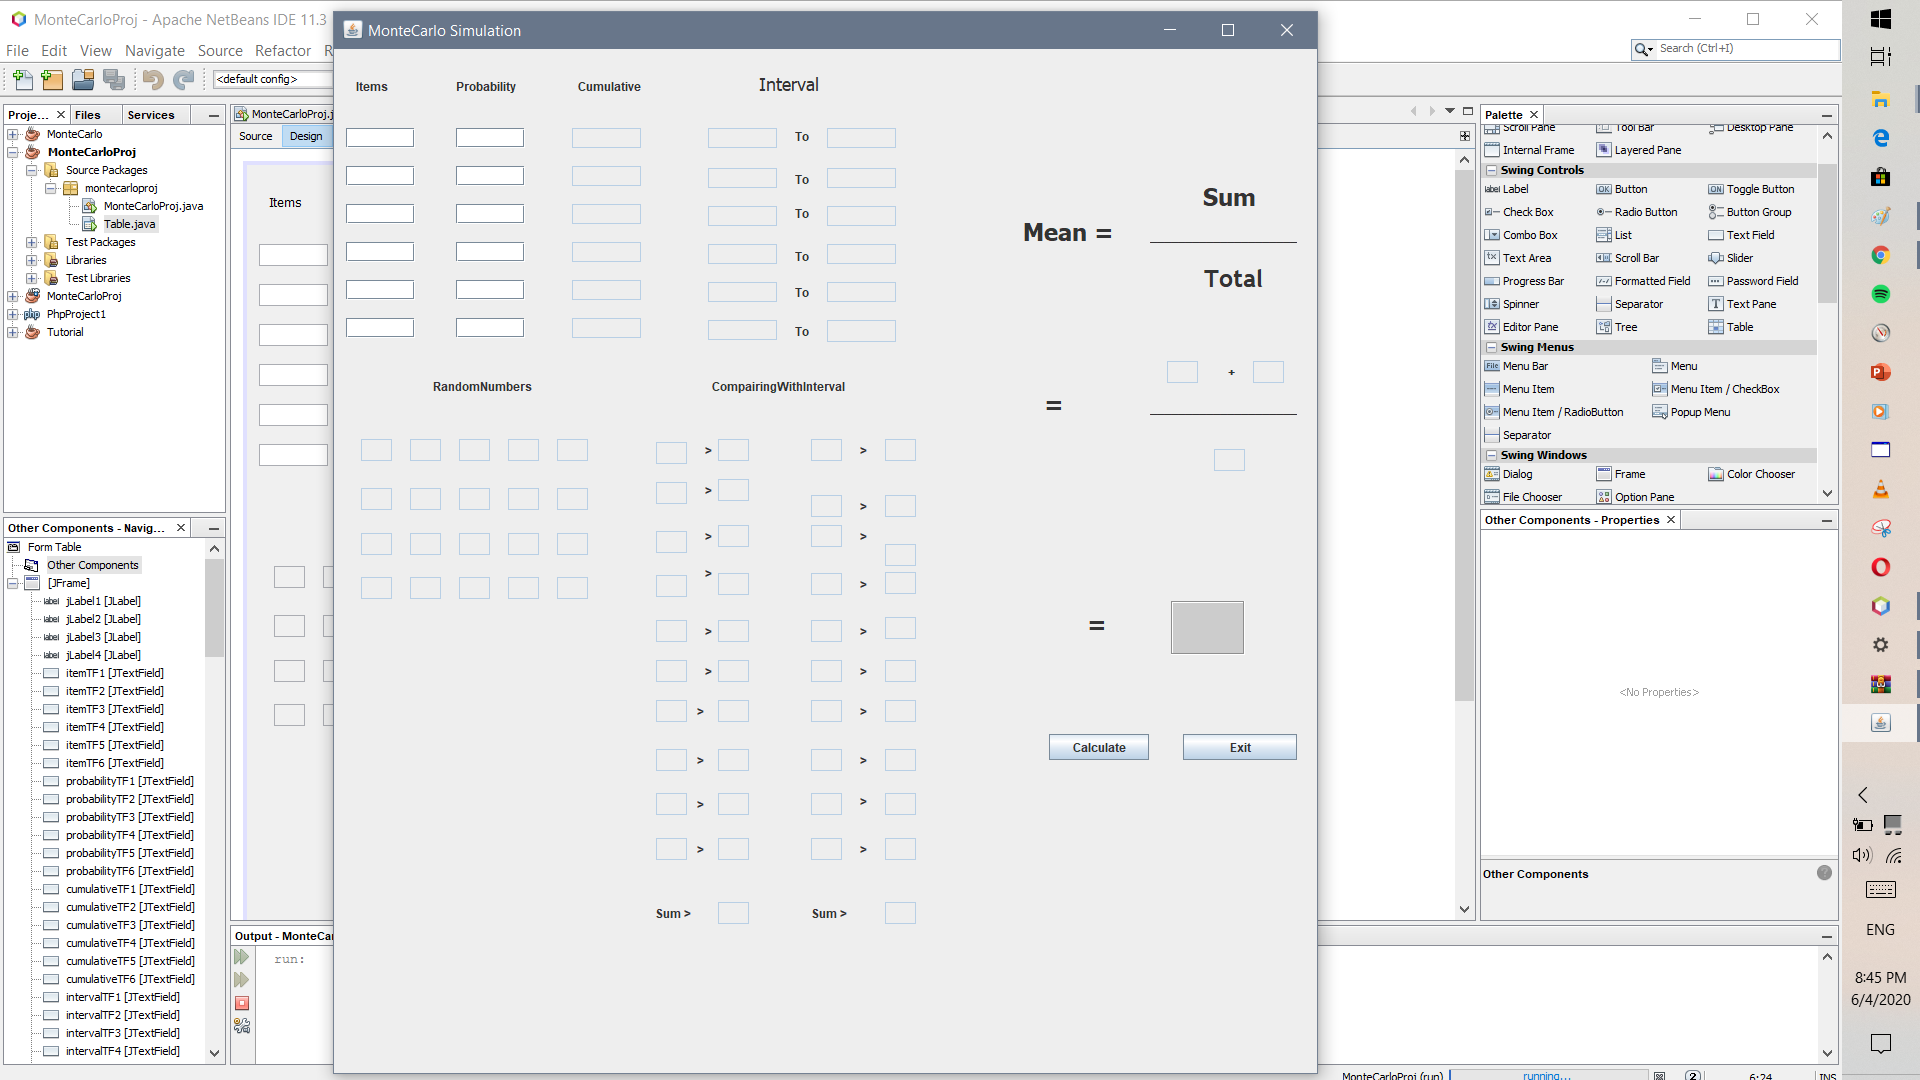 MonteCarloProj - Apache NetBeans IDE 11.3
File Edit View Navigate Source Refactor R
Search (Ctrl+I)
<default config>
Proje... Files Services
MonteCarlo
MonteCarloProj
Source Packages
montecarloproj
MonteCarloProj.java
Table.java
Test Packages
Libraries
Test Libraries
MonteCarloProj
PhpProject1
Tutorial
Other Components - Navig...
Form Table
Other Components
[JFrame]
label jLabel1 [JLabel]
label jLabel2 [JLabel]
label jLabel3 [JLabel]
label jLabel4 [JLabel]
itemTF1 [JTextField]
itemTF2 [JTextField]
itemTF3 [JTextField]
itemTF4 [JTextField]
itemTF5 [JTextField]
itemTF6 [JTextField]
probabilityTF1 [JTextField]
probabilityTF2 [JTextField]
probabilityTF3 [JTextField]
probabilityTF4 [JTextField]
probabilityTF5 [JTextField]
probabilityTF6 [JTextField]
cumulativeTF1 [JTextField]
cumulativeTF2 [JTextField]
cumulativeTF3 [JTextField]
cumulativeTF4 [JTextField]
cumulativeTF5 [JTextField]
cumulativeTF6 [JTextField]
intervalTF1 [JTextField]
intervalTF2 [JTextField]
intervalTF3 [JTextField]
intervalTF4 [JTextField]
MonteCarloProj.j
Source Design
Items
Output - MonteCar
run:
MonteCarlo Simulation
Items Probability Cumulative Interval
To
To
To
To
To
To
Mean =
Sum
Total
= +
=
RandomNumbers CompairingWithInterval
> >
> >
> >
> >
> >
> >
> >
> >
> >
> >
Sum > Sum >
Calculate Exit
Palette
Scroll Pane Tool Bar Desktop Pane
Internal Frame Layered Pane
Swing Controls
label Label OK Button ON Toggle Button
Check Box Radio Button Button Group
Combo Box List Text Field
Text Area Scroll Bar Slider
Progress Bar Formatted Field Password Field
Spinner Separator Text Pane
Editor Pane Tree Table
Swing Menus
File Menu Bar Menu
Menu Item Menu Item / CheckBox
Menu Item / RadioButton Popup Menu
Separator
Swing Windows
Dialog Frame Color Chooser
File Chooser Option Pane
Other Components - Properties
<No Properties>
Other Components
MonteCarloProj (run) running... 2 6:24 INS
ENG
8:45 PM
6/4/2020